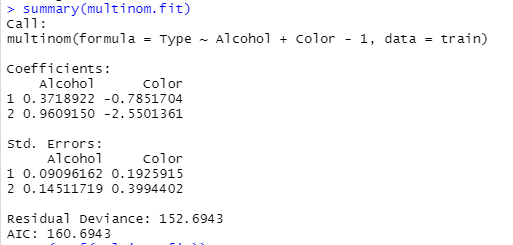 > summary(multinom.fit)
Call:
multinom(formula = Type ~ Alcohol + Color - 1, data = train)
Coefficients:
Alcohol Color
1 0.3718922 -0.7851704
2 0.9609150 -2.5501361
Std. Errors:
Alcohol Color
1 0.09096162 0.1925915
2 0.14511719 0.3994402
Residual Deviance: 152.6943
AIC: 160.6943